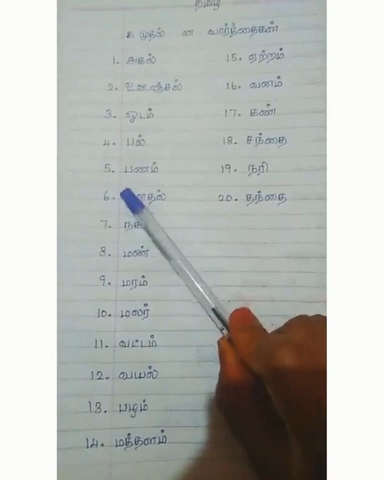 தமிழ்
க முதல் ன வார்த்தைகள்
1. அகல்
2. ஊஞ்சல்
3. ஓடம்
4. பல்
5. பணம்
6.
7.
8. மண்
9. மரம்
10. மலர்
11. வட்டம்
12. வயல்
13. பழம்
14. மத்தளம்
15. ஏற்றம்
16. வனம்
17. கண்
18. சந்தை
19. நரி
20. தந்தை